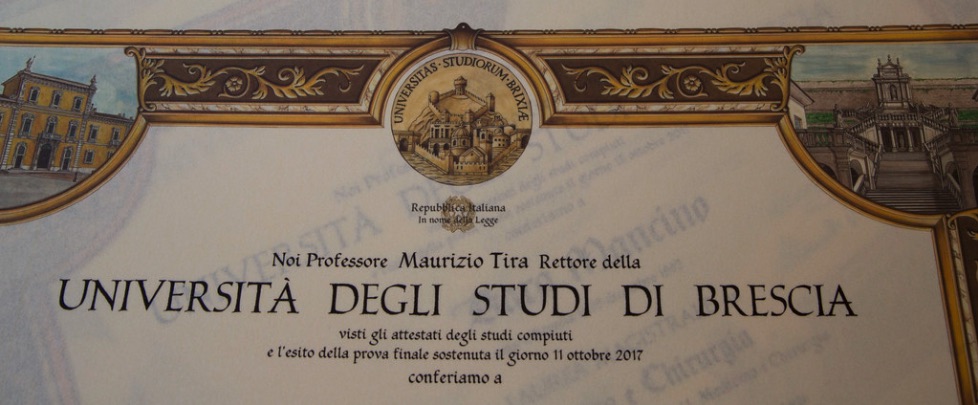 UNIVERSITAS · STUDIORUM · BRIXIÆ
Repubblica Italiana
In nome della Legge
Noi Professore Maurizio Tira Rettore della
UNIVERSITÀ DEGLI STUDI DI BRESCIA
visti gli attestati degli studi compiuti
e l'esito della prova finale sostenuta il giorno 11 ottobre 2017
conferiamo a